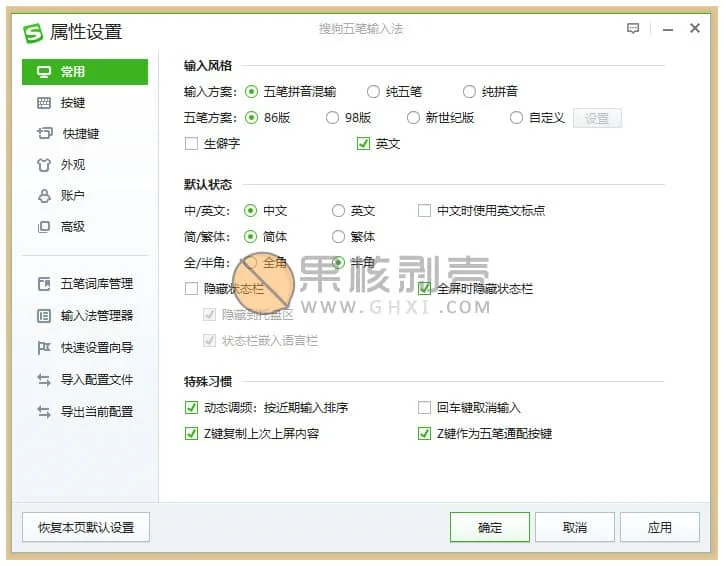 属性设置
搜狗五笔输入法
常用
按键
快捷键
外观
账户
高级
五笔词库管理
输入法管理器
快速设置向导
导入配置文件
导出当前配置
输入风格
输入方案： 五笔拼音混输 纯五笔 纯拼音
五笔方案： 86版 98版 新世纪版 自定义 设置
生僻字 英文
默认状态
中/英文： 中文 英文 中文时使用英文标点
简/繁体： 简体 繁体
全/半角： 全角 半角
隐藏状态栏 全屏时隐藏状态栏
隐藏到托盘区
状态栏嵌入语言栏
果核剥壳
WWW.GHXI.COM
特殊习惯
动态调频：按近期输入排序 回车键取消输入
Z键复制上次上屏内容 Z键作为五笔通配按键
恢复本页默认设置 确定 取消 应用